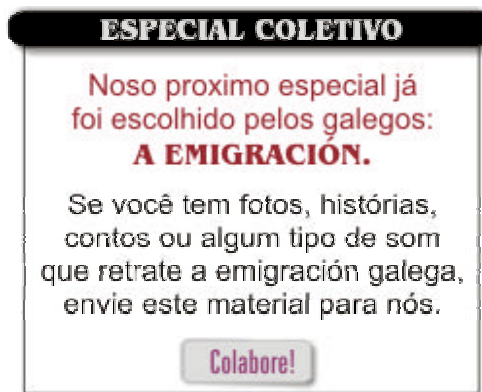 ESPECIAL COLETIVO
Noso proximo especial já
foi escolhido pelos galegos:
A EMIGRACIÓN.
Se você tem fotos, histórias,
contos ou algum tipo de som
que retrate a emigración galega,
envie este material para nós.
Colabore!